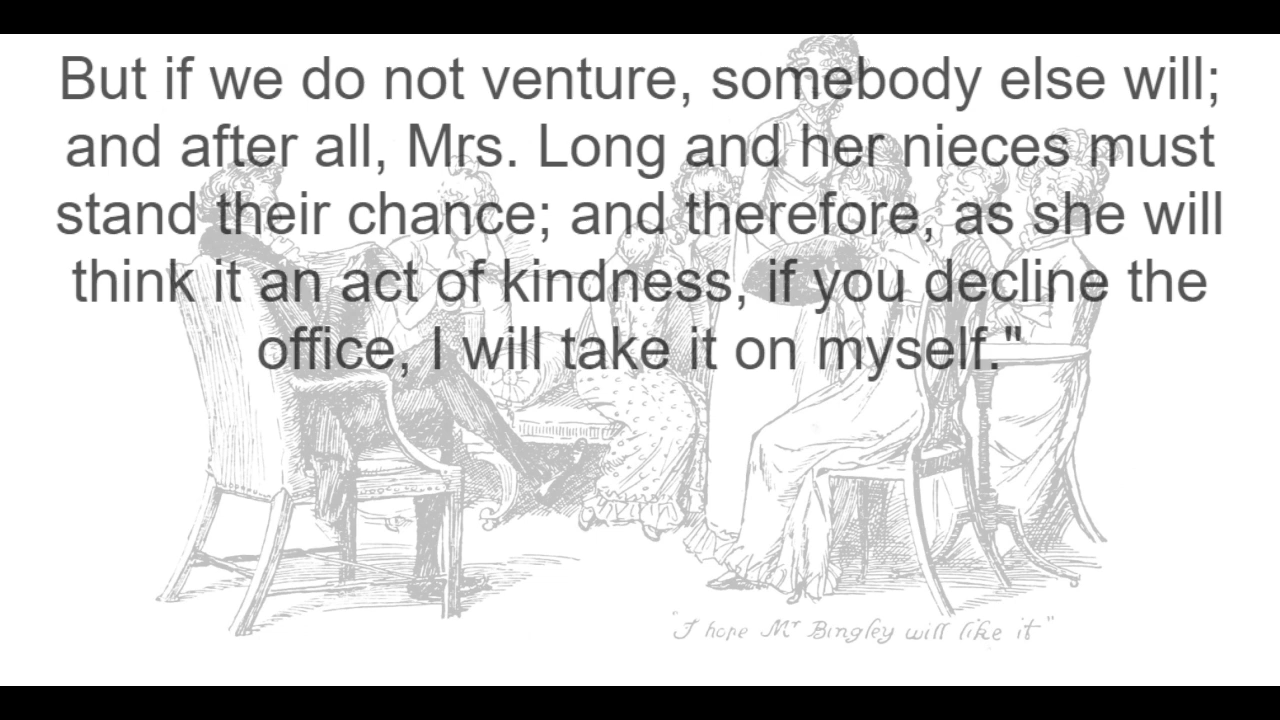 But if we do not venture, somebody else will;
and after all, Mrs. Long and her nieces must
stand their chance; and therefore, as she will
think it an act of kindness, if you decline the
office, I will take it on myself."
"I hope Mr Bingley will like it"